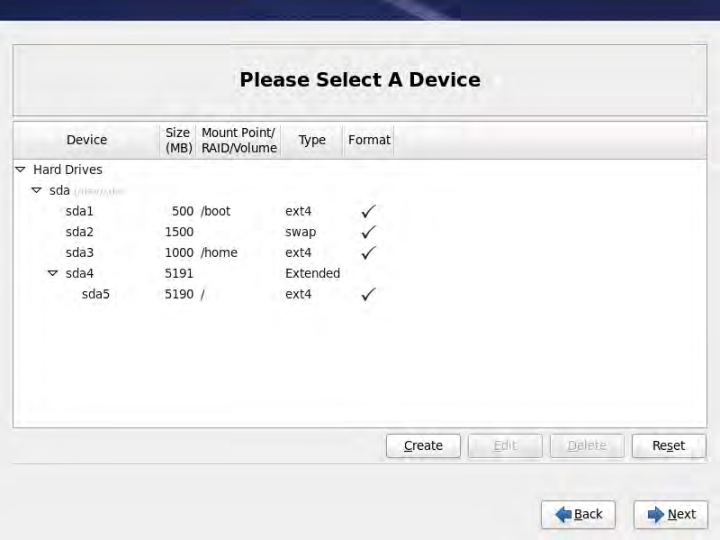 Please Select A Device
Device Size (MB) Mount Point/ RAID/Volume Type Format
Hard Drives
sda
sda1 500 /boot ext4
sda2 1500 swap
sda3 1000 /home ext4
sda4 5191 Extended
sda5 5190 / ext4
Create Edit Delete Reset
Back Next